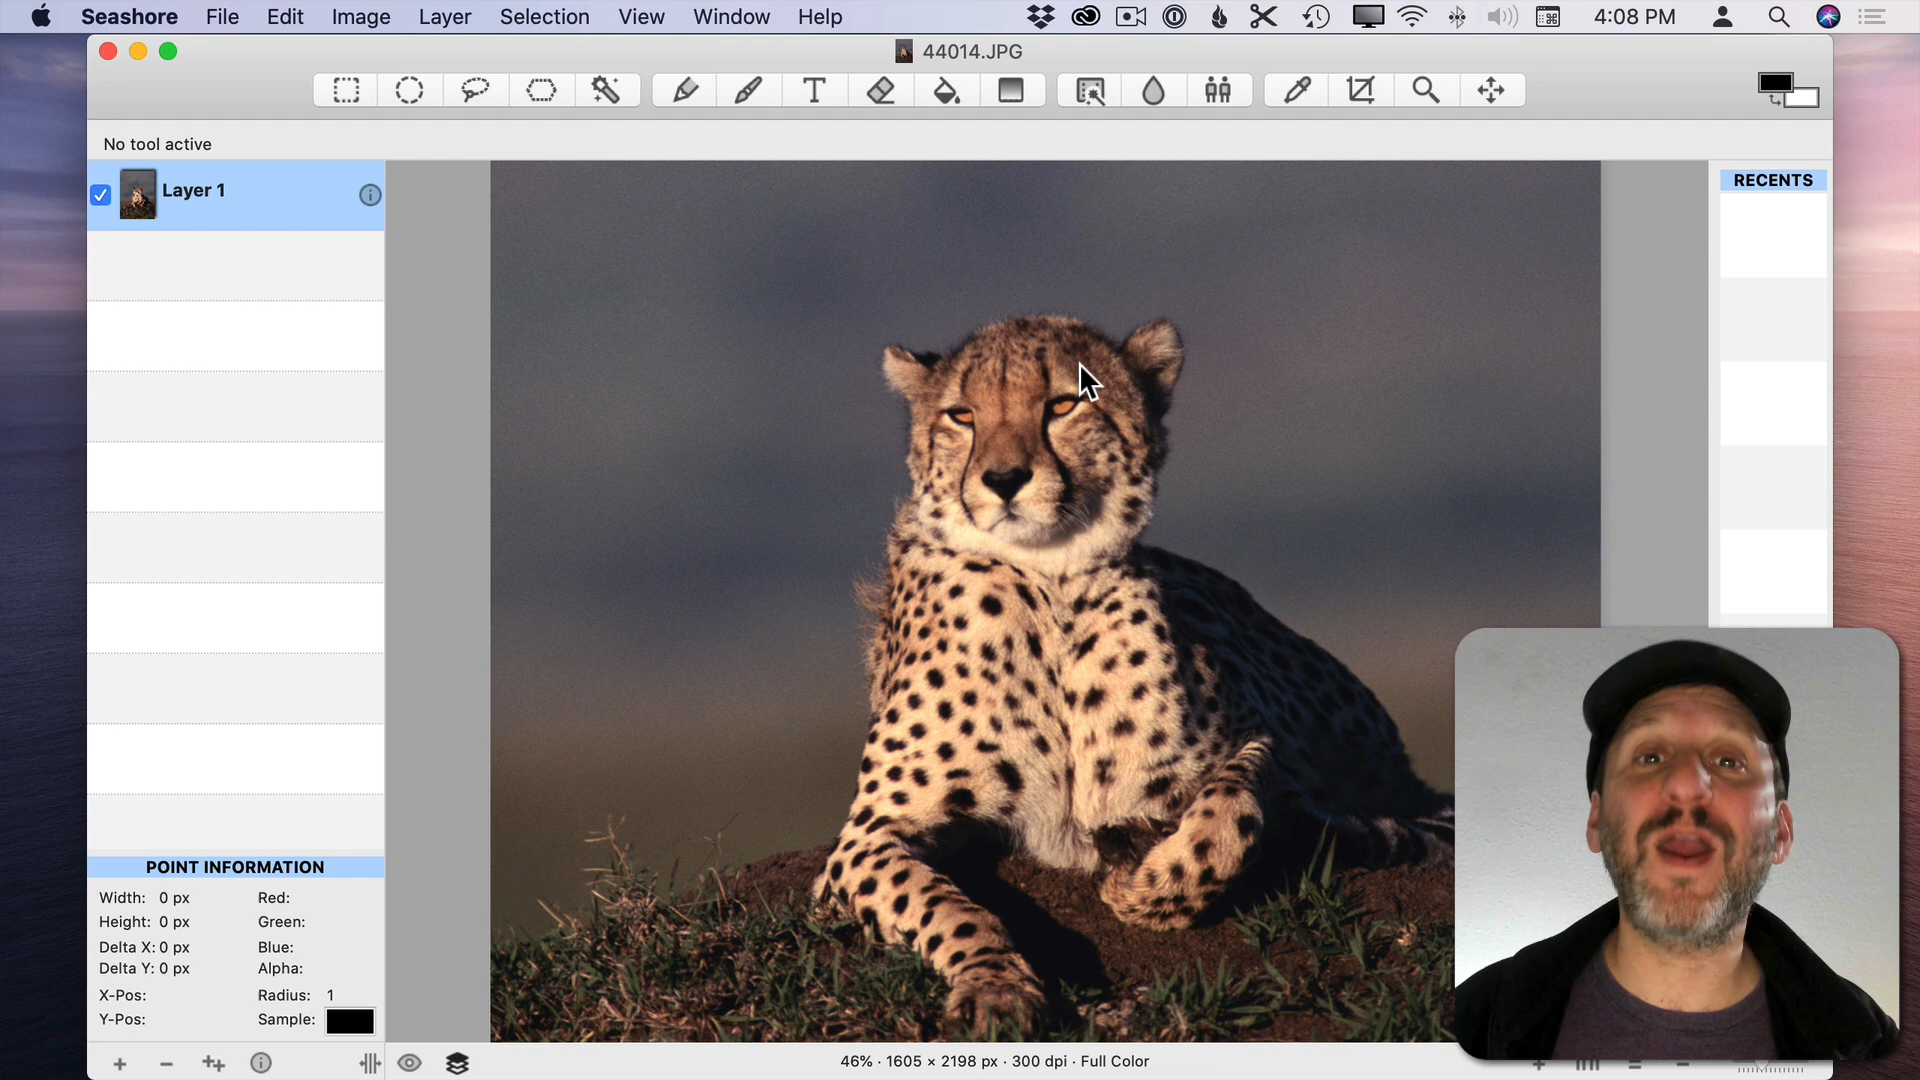 Seashore File Edit Image Layer Selection View Window Help 4:08 PM
44014.JPG
No tool active
Layer 1
RECENTS
POINT INFORMATION
Width: 0 px Red:
Height: 0 px Green:
Delta X: 0 px Blue:
Delta Y: 0 px Alpha:
X-Pos: Radius: 1
Y-Pos: Sample:
46% · 1605 × 2198 px · 300 dpi · Full Color